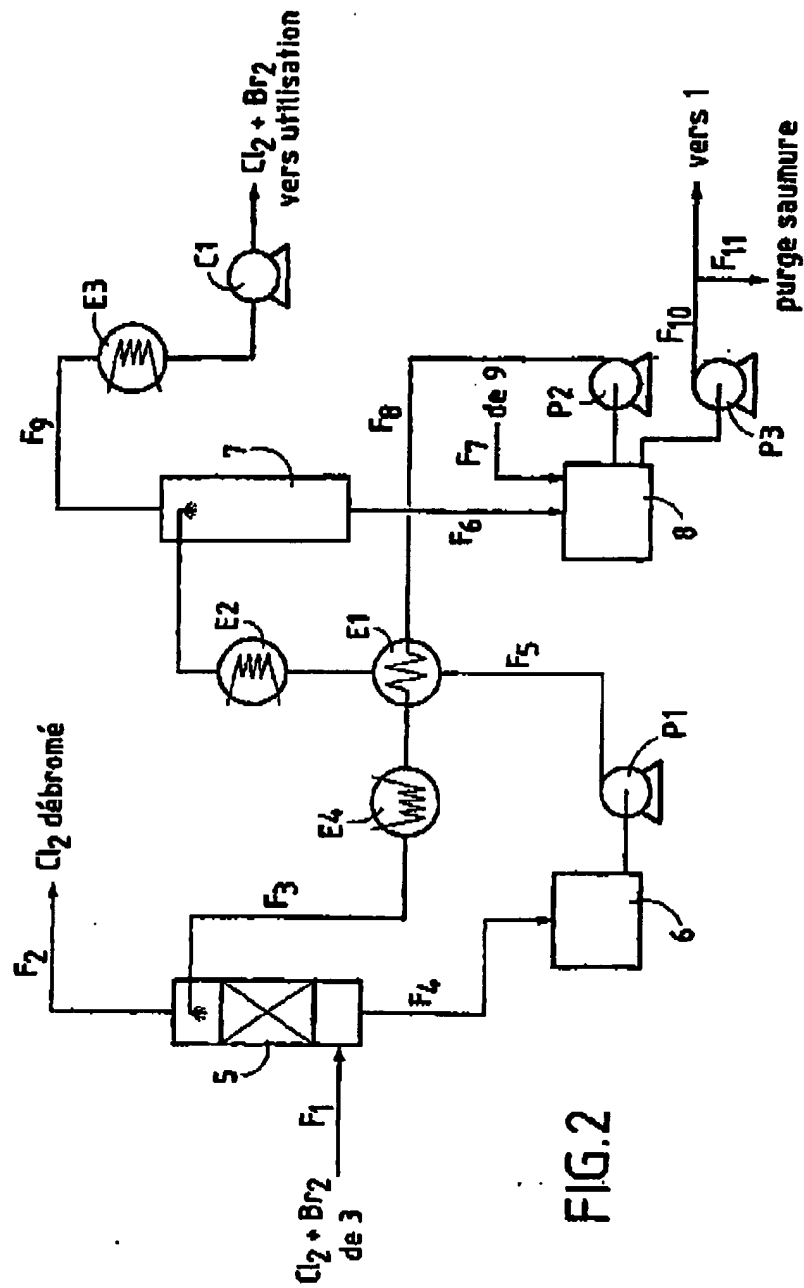 F2
Cl2 débromé
Cl2 + Br2
de 3
F1
5
F3
F4
6
P1
F5
E4
E1
E2
7
F9
E3
C1
Cl2 + Br2
vers utilisation
F8
F6
F7
de 9
P2
8
P3
F10
vers 1
F11
purge saumure
FIG.2